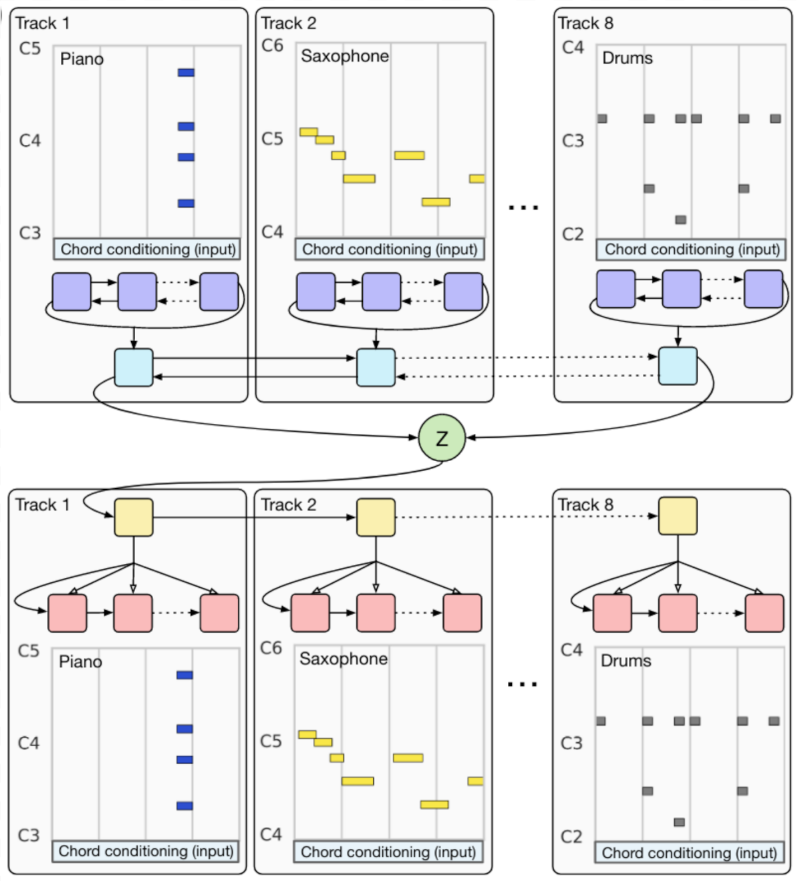 Track 1
C5
Piano
C4
C3
Chord conditioning (input)
Track 2
C6
Saxophone
C5
C4
Chord conditioning (input)
...
Track 8
C4
Drums
C3
C2
Chord conditioning (input)
Z
Track 1
C5
Piano
C4
C3
Chord conditioning (input)
Track 2
C6
Saxophone
C5
C4
Chord conditioning (input)
...
Track 8
C4
Drums
C3
C2
Chord conditioning (input)